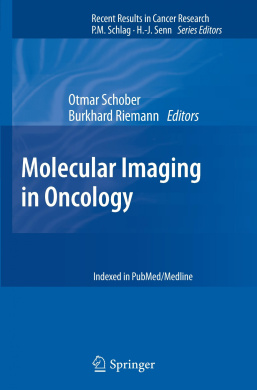 Recent Results in Cancer Research
P.M. Schlag · H.-J. Senn Series Editors
Otmar Schober
Burkhard Riemann Editors
Molecular Imaging
in Oncology
Indexed in PubMed/Medline
Springer